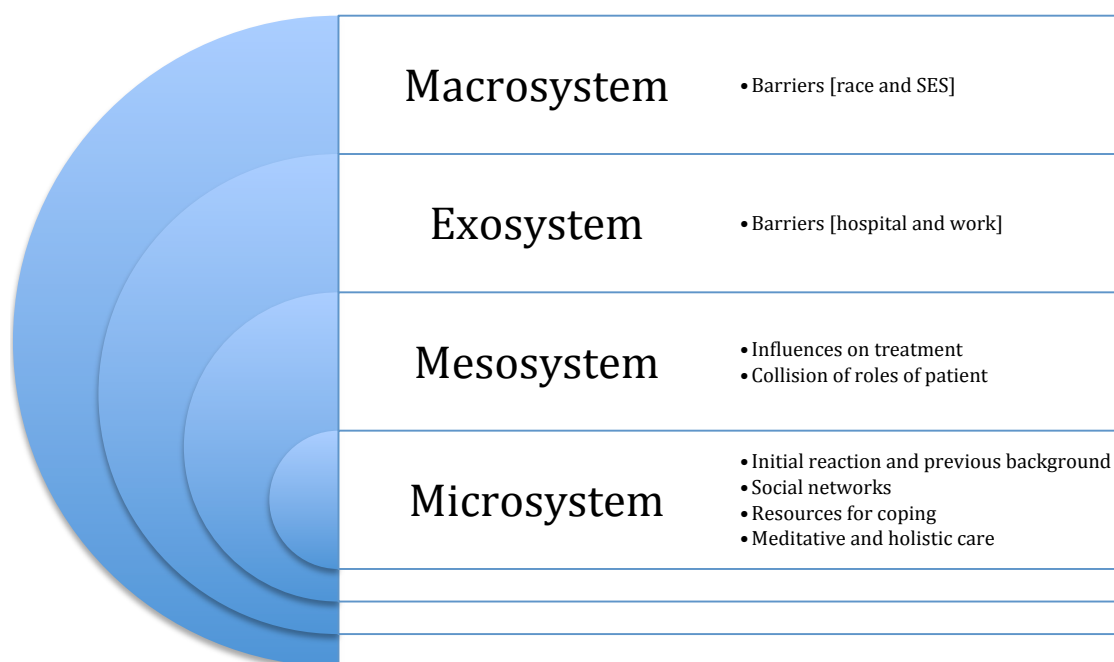 Macrosystem
• Barriers [race and SES]
Exosystem
• Barriers [hospital and work]
Mesosystem
• Influences on treatment
• Collision of roles of patient
Microsystem
• Initial reaction and previous background
• Social networks
• Resources for coping
• Meditative and holistic care